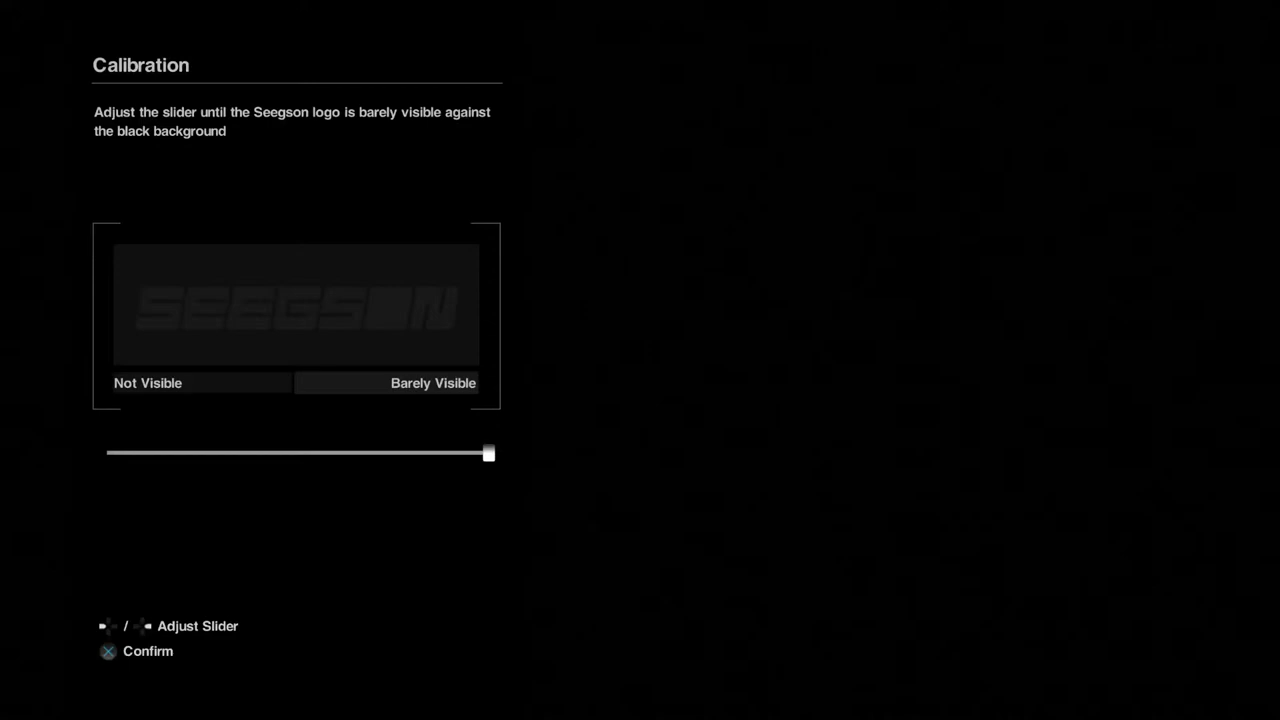 Calibration
Adjust the slider until the Seegson logo is barely visible against
the black background
SEEGSON
Not Visible
Barely Visible
/ Adjust Slider
Confirm